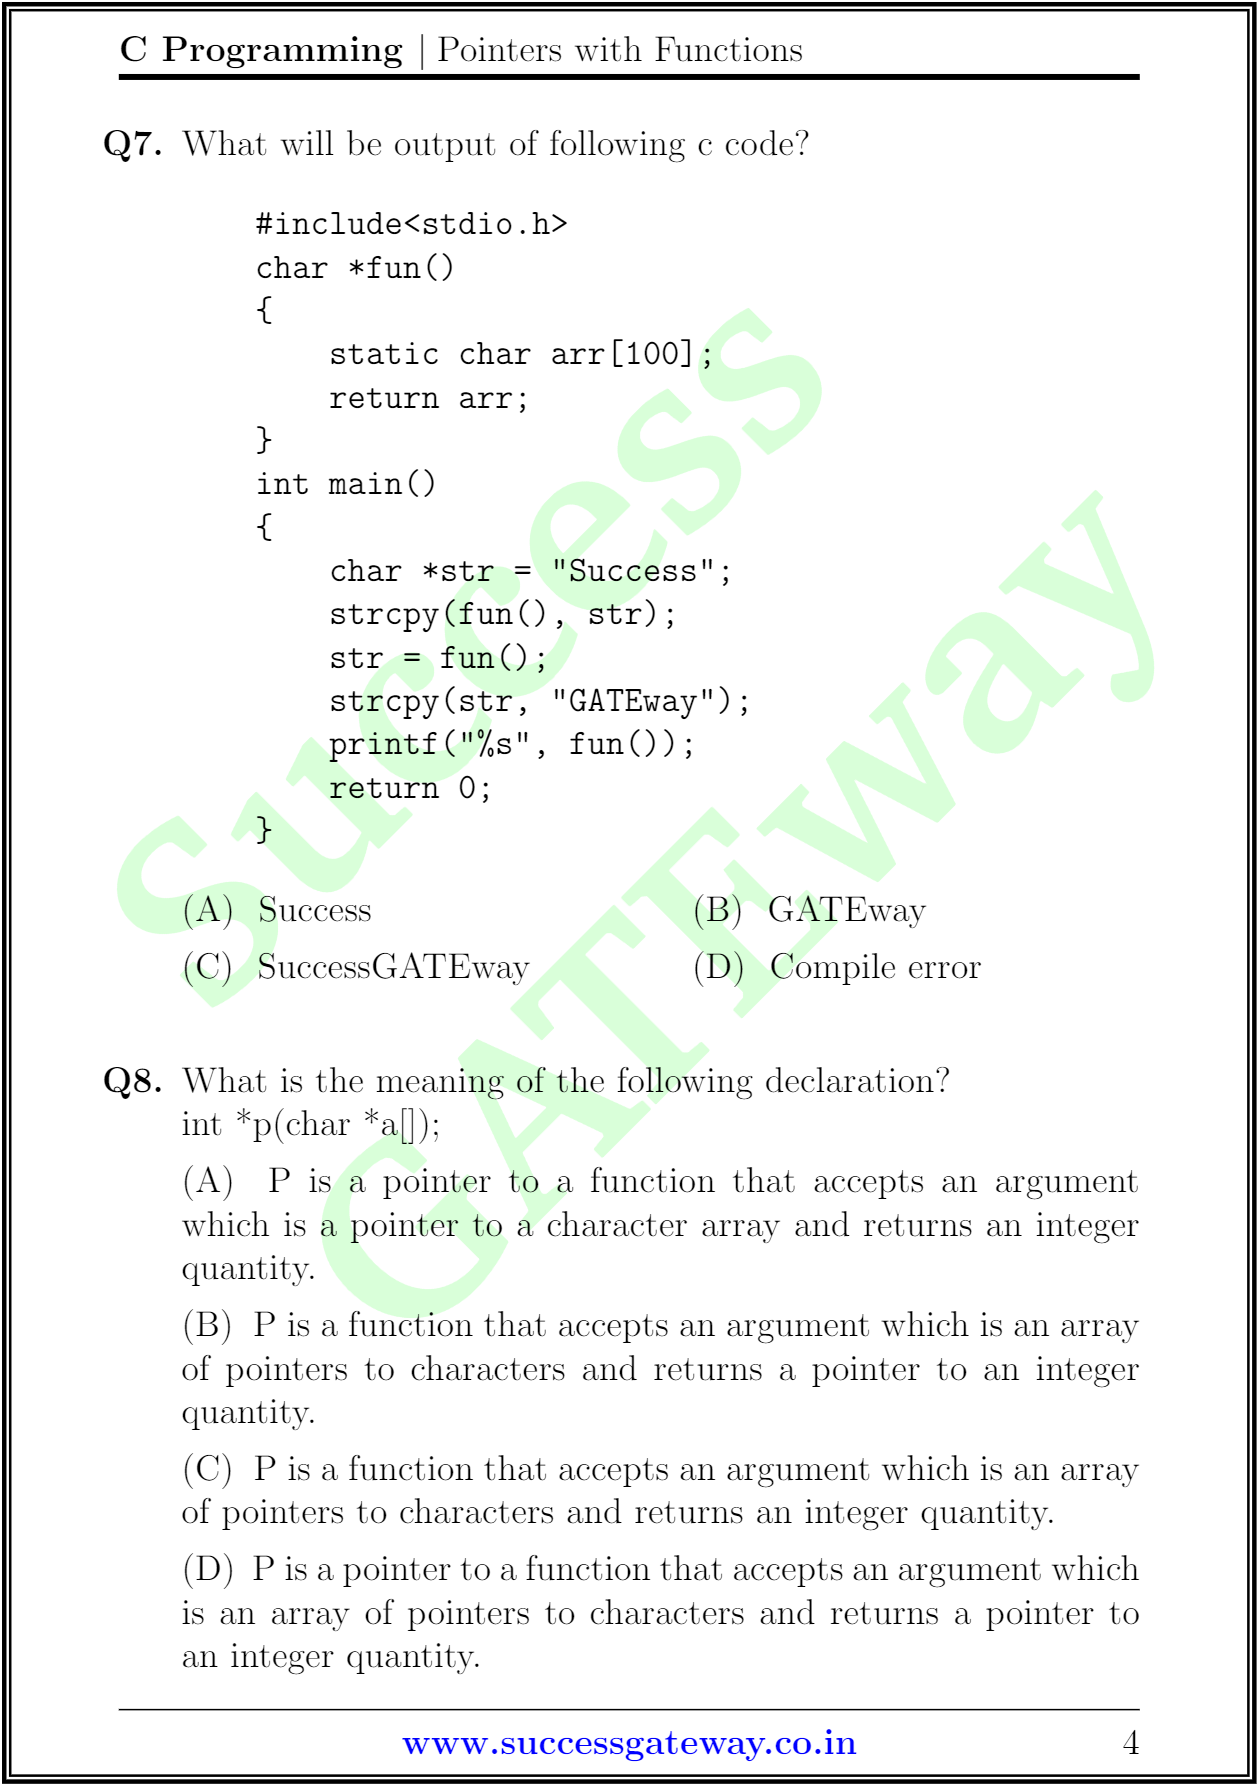 C Programming | Pointers with Functions
Q7. What will be output of following c code?
#include<stdio.h>
char *fun()
{
    static char arr[100];
    return arr;
}
int main()
{
    char *str = "Success";
    strcpy(fun(), str);
    str = fun();
    strcpy(str, "GATEway");
    printf("%s", fun());
    return 0;
}
(A) Success (B) GATEway
(C) SuccessGATEway (D) Compile error
Q8. What is the meaning of the following declaration?
int *p(char *a[]);
(A) P is a pointer to a function that accepts an argument
which is a pointer to a character array and returns an integer
quantity.
(B) P is a function that accepts an argument which is an array
of pointers to characters and returns a pointer to an integer
quantity.
(C) P is a function that accepts an argument which is an array
of pointers to characters and returns an integer quantity.
(D) P is a pointer to a function that accepts an argument which
is an array of pointers to characters and returns a pointer to
an integer quantity.
www.successgateway.co.in 4
Success
GATEway